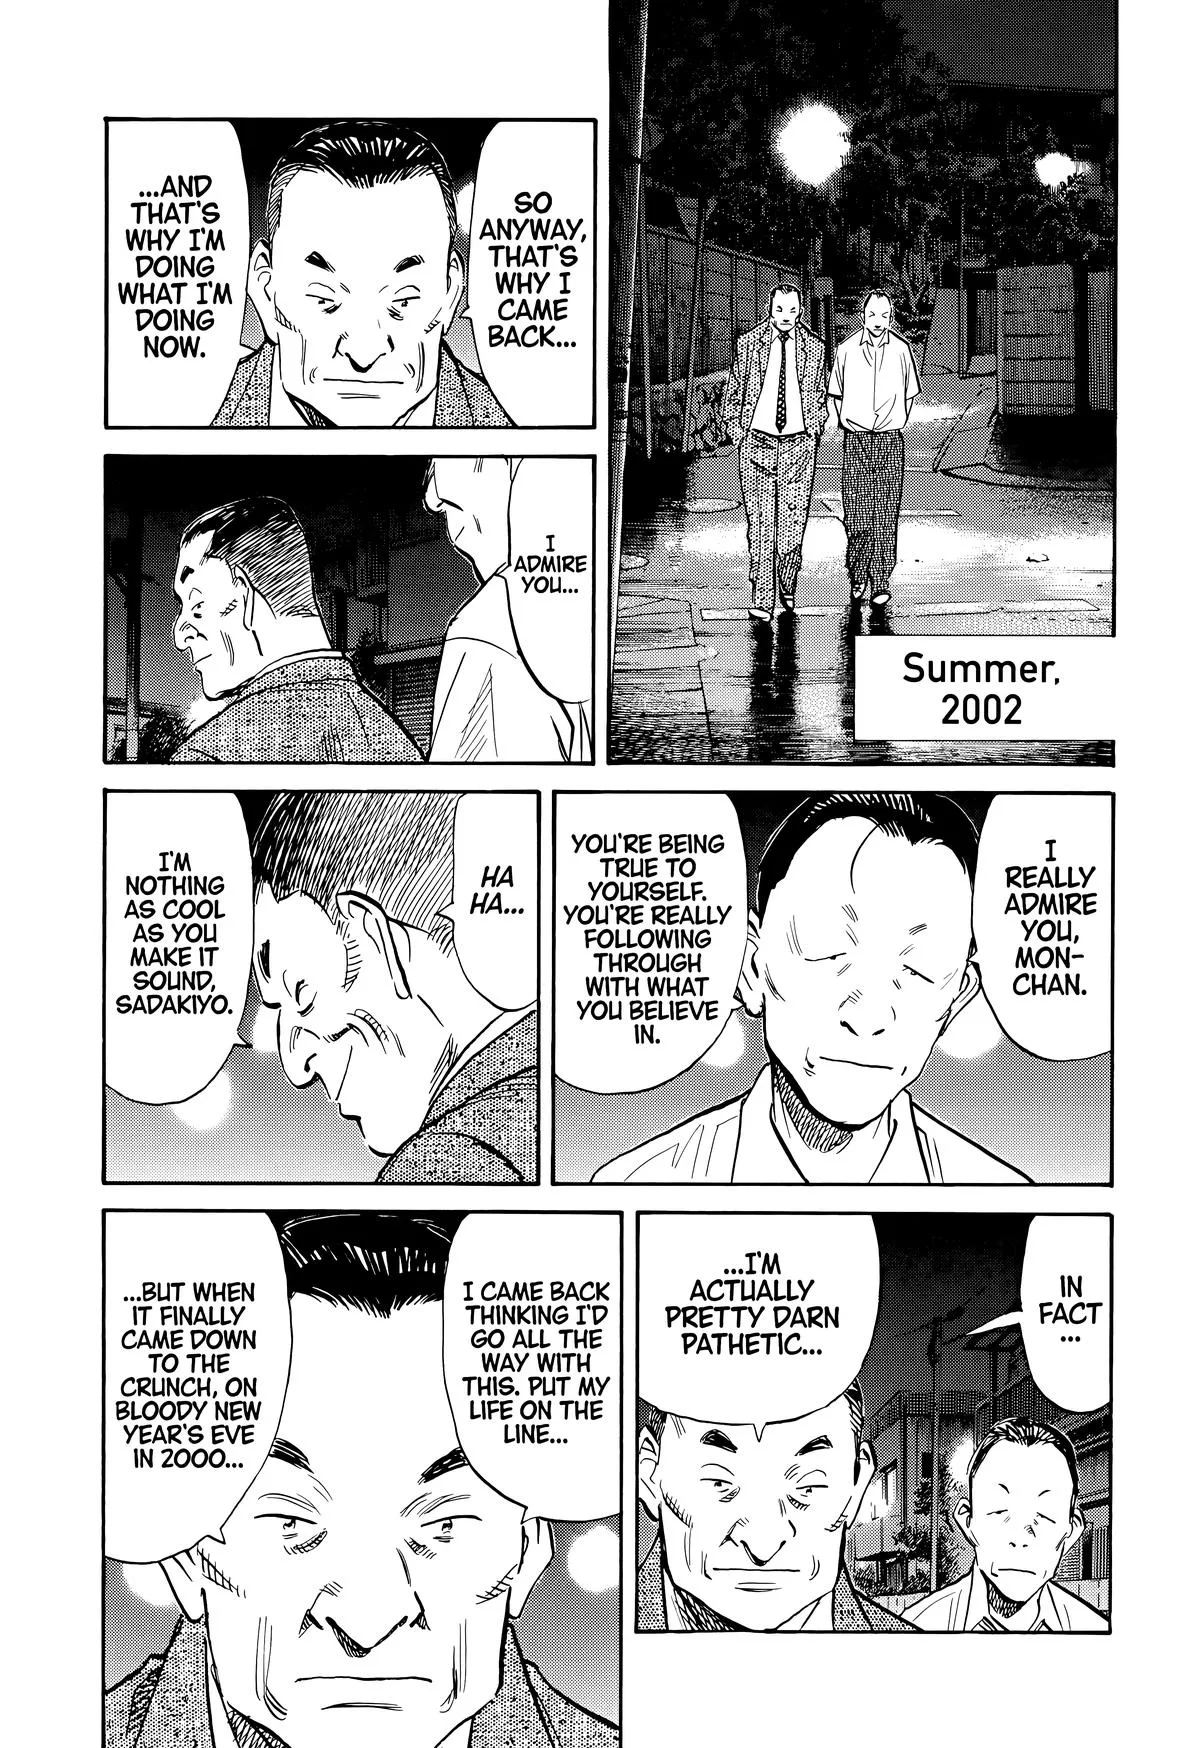 Summer,
2002
SO
ANYWAY,
THAT'S
WHY I
CAME
BACK...
...AND
THAT'S
WHY I'M
DOING
WHAT I'M
DOING
NOW.
I
ADMIRE
YOU...
I
REALLY
ADMIRE
YOU,
MON-
CHAN.
YOU'RE BEING
TRUE TO
YOURSELF.
YOU'RE REALLY
FOLLOWING
THROUGH
WITH WHAT
YOU BELIEVE
IN.
HA
HA...
I'M
NOTHING
AS COOL
AS YOU
MAKE IT
SOUND,
SADAKIYO.
IN
FACT
...
...I'M
ACTUALLY
PRETTY DARN
PATHETIC...
I CAME BACK
THINKING I'D
GO ALL THE
WAY WITH
THIS. PUT MY
LIFE ON THE
LINE...
...BUT WHEN
IT FINALLY
CAME DOWN
TO THE
CRUNCH, ON
BLOODY NEW
YEAR'S EVE
IN 2000...